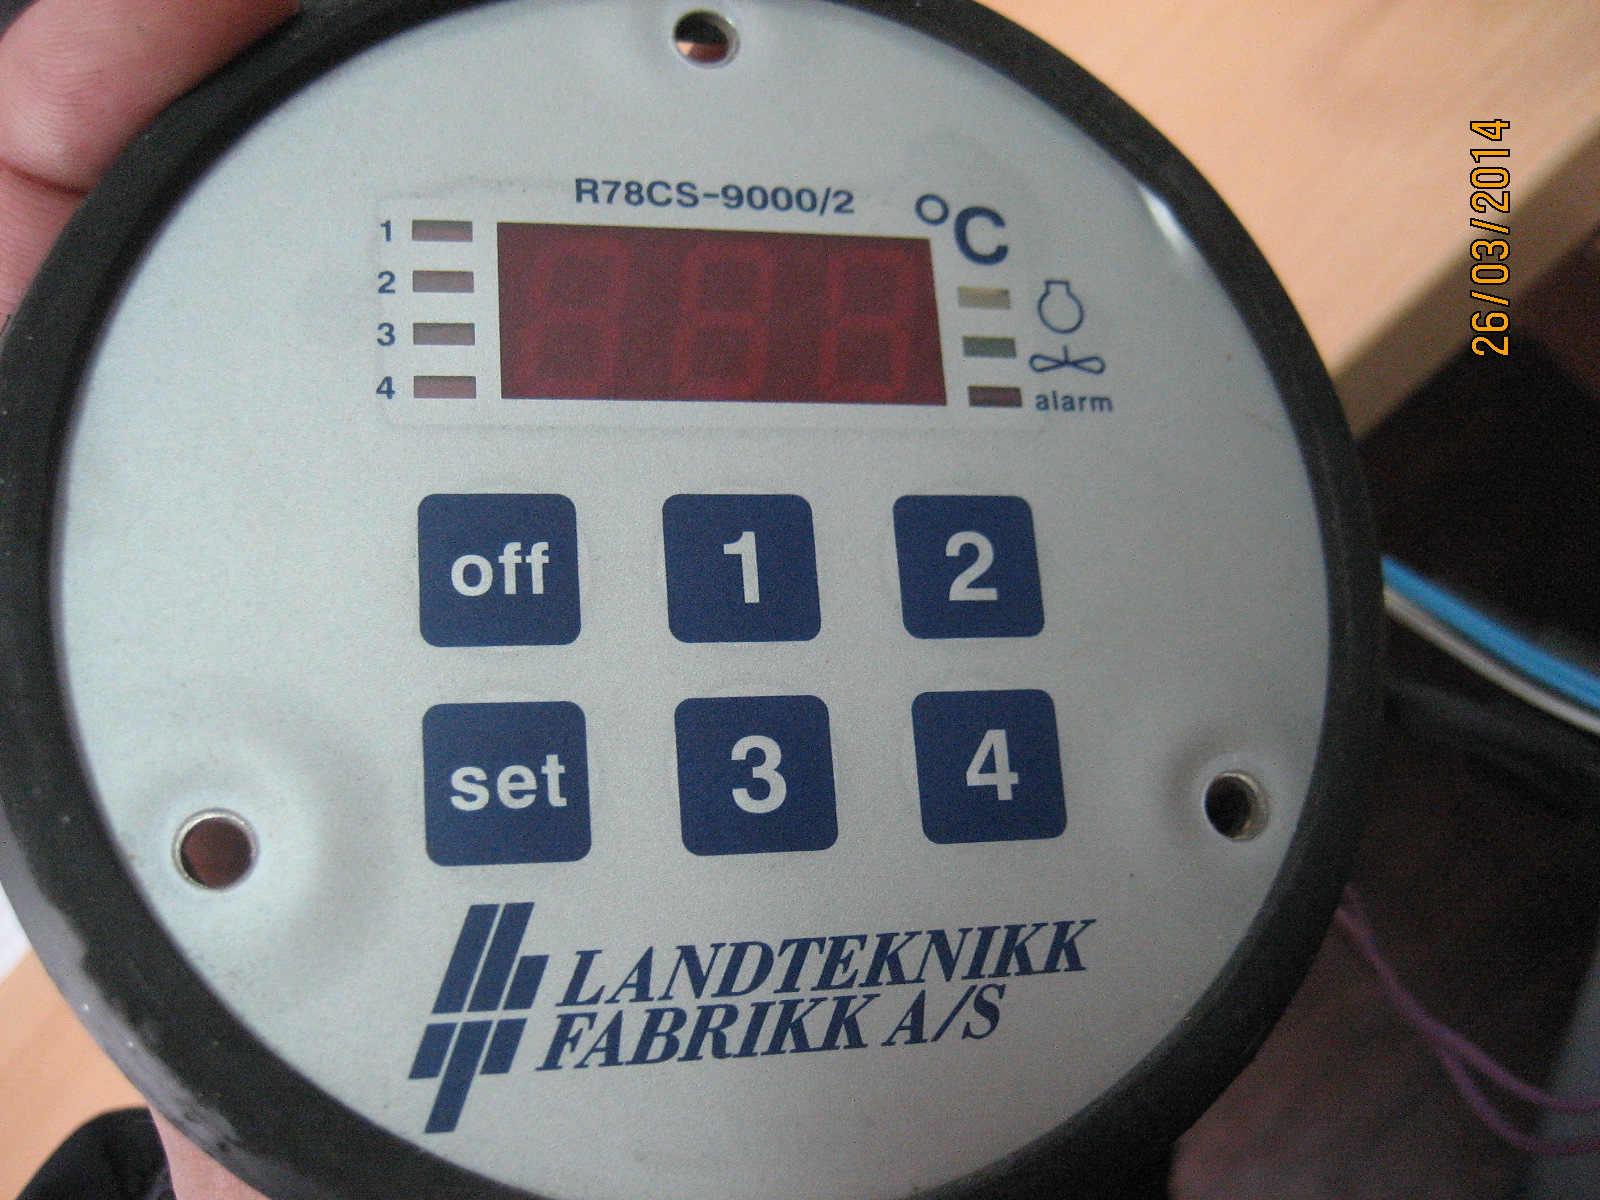 R78CS-9000/2
°C
1
2
3
4
alarm
off 1 2
set 3 4
LANDTEKNIKK
FABRIKK A/S
26/03/2014